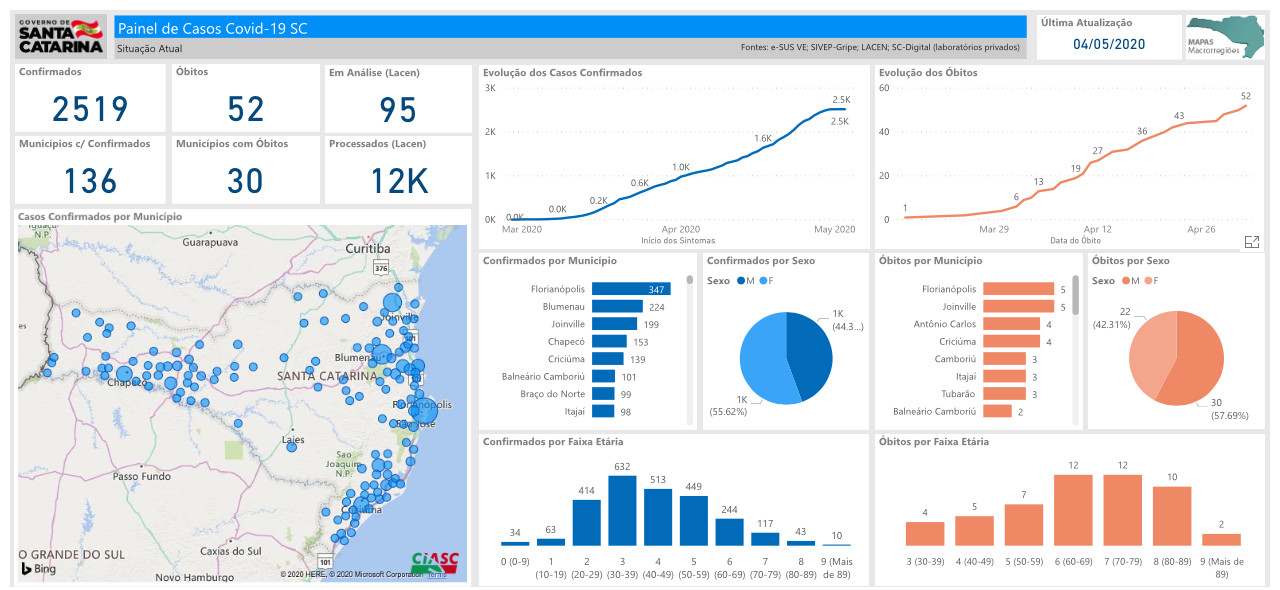 GOVERNO DE
SANTA
CATARINA
Painel de Casos Covid-19 SC
Situação Atual
Fontes: e-SUS VE; SIVEP-Gripe; LACEN; SC-Digital (laboratórios privados)
Última Atualização
04/05/2020
MAPAS
Macrorregiões
Confirmados
2519
Óbitos
52
Em Análise (Lacen)
95
Municípios c/ Confirmados
136
Municípios com Óbitos
30
Processados (Lacen)
12K
Casos Confirmados por Município
N.P.
Guarapuava
Curitiba
376
Joinville
101
Blumenau
SANTA CATARINA
Chapecó
Florianópolis
São José
Lajes
Sao
Joaquim
N.P.
Passo Fundo
Criciúma
O GRANDE DO SUL
Caxias do Sul
101
CiASC
Bing
Novo Hamburgo
© 2020 HERE, © 2020 Microsoft Corporation Terms
Evolução dos Casos Confirmados
3K
2K
1K
0K
0.0K
0.0K
0.2K
0.6K
1.0K
1.6K
2.5K
2.5K
Mar 2020
Apr 2020
May 2020
Início dos Sintomas
Evolução dos Óbitos
60
40
20
0
1
6
13
19
27
36
43
52
Mar 29
Apr 12
Apr 26
Data do Óbito
Confirmados por Município
Florianópolis 347
Blumenau 224
Joinville 199
Chapecó 153
Criciúma 139
Balneário Camboriú 101
Braço do Norte 99
Itajaí 98
Confirmados por Sexo
Sexo M F
1K
(44.3...)
1K
(55.62%)
Óbitos por Município
Florianópolis 5
Joinville 5
Antônio Carlos 4
Criciúma 4
Camboriú 3
Itajaí 3
Tubarão 3
Balneário Camboriú 2
Óbitos por Sexo
Sexo M F
22
(42.31%)
30
(57.69%)
Confirmados por Faixa Etária
34
63
414
632
513
449
244
117
43
10
0 (0-9) 1 2 3 4 5 6 7 8 9 (Mais
(10-19) (20-29) (30-39) (40-49) (50-59) (60-69) (70-79) (80-89) de 89)
Óbitos por Faixa Etária
4
5
7
12
12
10
2
3 (30-39) 4 (40-49) 5 (50-59) 6 (60-69) 7 (70-79) 8 (80-89) 9 (Mais de
89)